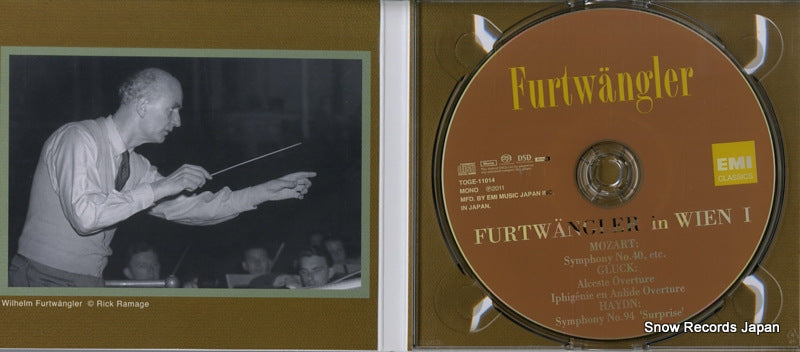 Wilhelm Furtwängler © Rick Ramage
Furtwängler
DSD
EMI
CLASSICS
TOGE-11014
MONO ℗2011
MFD. BY EMI MUSIC JAPAN
IN JAPAN.
FURTWÄNGLER in WIEN I
MOZART:
Symphony No.40, etc.
GLUCK:
Alceste Overture
Iphigénie en Aulide Overture
HAYDN:
Symphony No.94 'Surprise'
Snow Records Japan